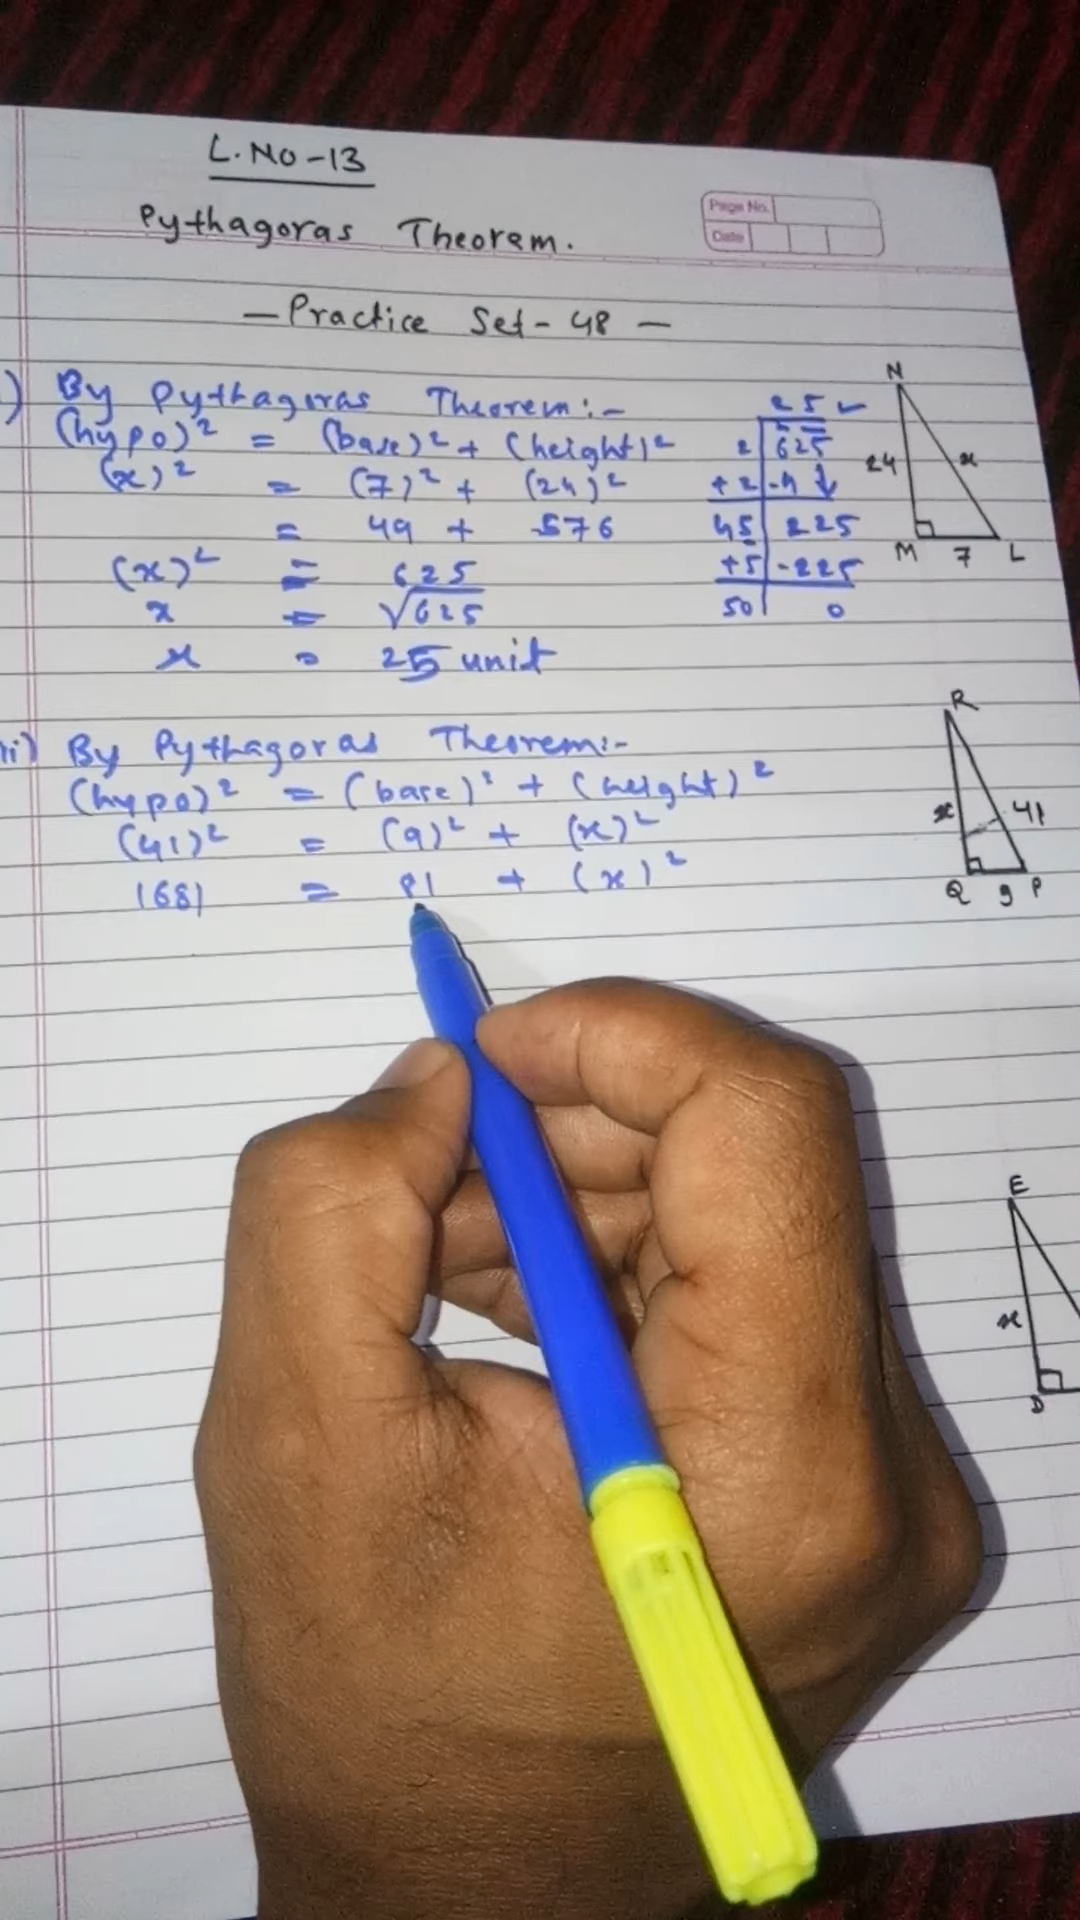 L.No-13
Pythagoras Theorem.
Page No.
Date
- Practice Set-48 -
) By Pythagoras Theorem:-
(hypo)² = (base)² + (height)²
(x)² = (7)² + (24)²
= 49 + 576
(x)² = 625
x = √625
x = 25 unit
25
2 625
+2 -4
45 225
+5 -225
50 0
N
24 x
M 7 L
ii) By Pythagoras Theorem:-
(hypo)² = (base)² + (height)²
(41)² = (9)² + (x)²
1681 = 81 + (x)²
R
x 41
Q 9 P
E
x
D